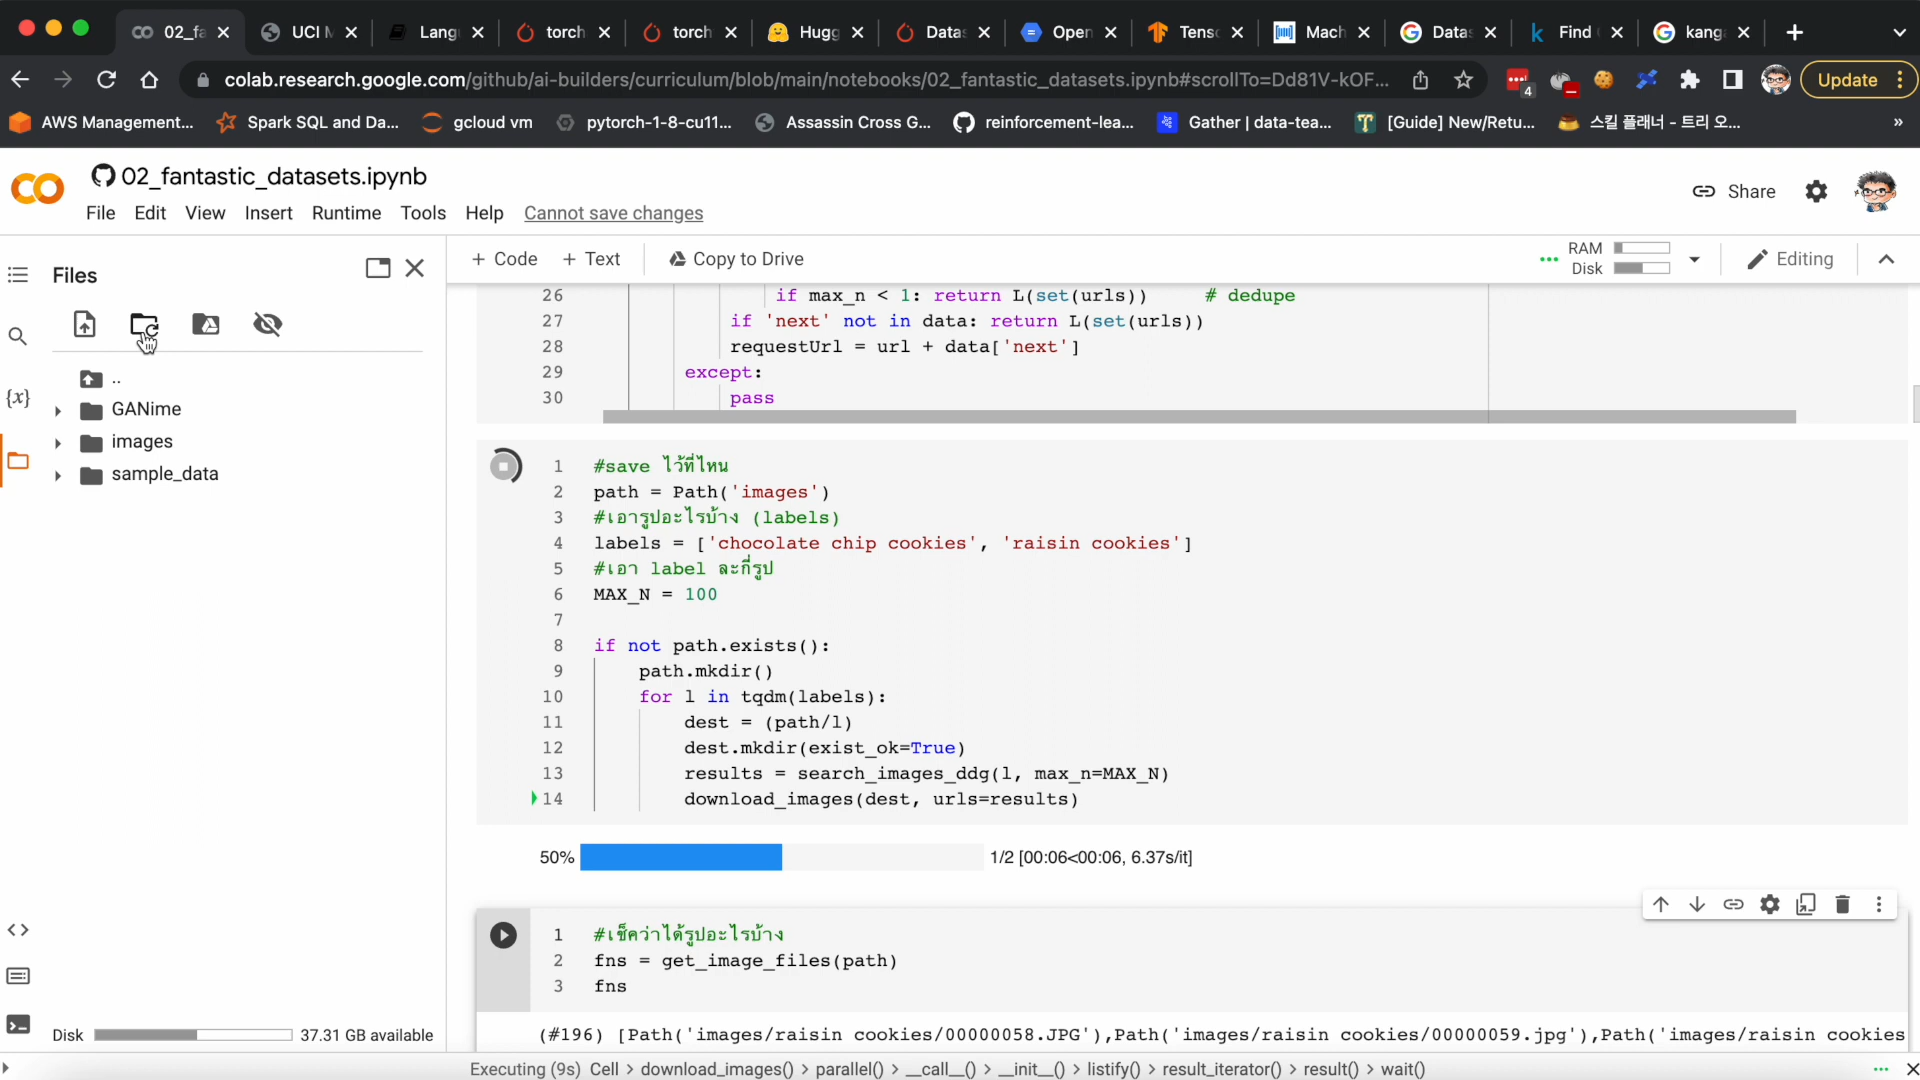 02_fa
UCI M
Lang
torch
torch
Hugg
Datas
Open
Tenso
Mach
Datas
Find
kanga
colab.research.google.com/github/ai-builders/curriculum/blob/main/notebooks/02_fantastic_datasets.ipynb#scrollTo=Dd81V-kOF...
4
Update
AWS Management...
Spark SQL and Da...
gcloud vm
pytorch-1-8-cu11...
Assassin Cross G...
reinforcement-lea...
Gather | data-tea...
[Guide] New/Retu...
스킬 플래너 - 트리 오...
»
02_fantastic_datasets.ipynb
File Edit View Insert Runtime Tools Help Cannot save changes
Share
Files
+ Code + Text Copy to Drive
RAM
Disk
Editing
..
GANime
images
sample_data
{x}
Disk 37.31 GB available
26 if max_n < 1: return L(set(urls)) # dedupe
27 if 'next' not in data: return L(set(urls))
28 requestUrl = url + data['next']
29 except:
30 pass
1 #save ไว้ที่ไหน
2 path = Path('images')
3 #เอารูปอะไรบ้าง (labels)
4 labels = ['chocolate chip cookies', 'raisin cookies']
5 #เอา label ละกี่รูป
6 MAX_N = 100
7
8 if not path.exists():
9 path.mkdir()
10 for l in tqdm(labels):
11 dest = (path/l)
12 dest.mkdir(exist_ok=True)
13 results = search_images_ddg(l, max_n=MAX_N)
14 download_images(dest, urls=results)
50% 1/2 [00:06<00:06, 6.37s/it]
1 #เช็คว่าได้รูปอะไรบ้าง
2 fns = get_image_files(path)
3 fns
(#196) [Path('images/raisin cookies/00000058.JPG'),Path('images/raisin cookies/00000059.jpg'),Path('images/raisin cookies
Executing (9s) Cell > download_images() > parallel() > __call__() > __init__() > listify() > result_iterator() > result() > wait()